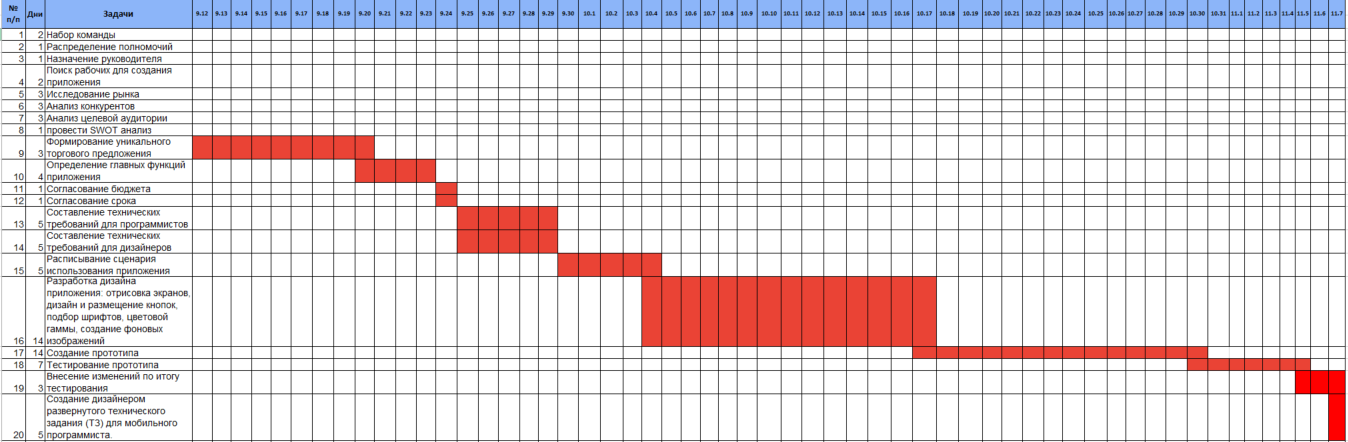 № п/п Дни Задачи 9.12 9.13 9.14 9.15 9.16 9.17 9.18 9.19 9.20 9.21 9.22 9.23 9.24 9.25 9.26 9.27 9.28 9.29 9.30 10.1 10.2 10.3 10.4 10.5 10.6 10.7 10.8 10.9 10.10 10.11 10.12 10.13 10.14 10.15 10.16 10.17 10.18 10.19 10.20 10.21 10.22 10.23 10.24 10.25 10.26 10.27 10.28 10.29 10.30 10.31 11.1 11.2 11.3 11.4 11.5 11.6 11.7
1 2 Набор команды
2 1 Распределение полномочий
3 1 Назначение руководителя
Поиск рабочих для создания
4 2 приложения
5 3 Исследование рынка
6 3 Анализ конкурентов
7 3 Анализ целевой аудитории
8 1 провести SWOT анализ
Формирование уникального
9 3 торгового предложения
Определение главных функций
10 4 приложения
11 1 Согласование бюджета
12 1 Согласование срока
Составление технических
13 5 требований для программистов
Составление технических
14 5 требований для дизайнеров
Расписывание сценария
15 5 использования приложения
Разработка дизайна
приложения: отрисовка экранов,
дизайн и размещение кнопок,
подбор шрифтов, цветовой
гаммы, создание фоновых
16 14 изображений
17 14 Создание прототипа
18 7 Тестирование прототипа
Внесение изменений по итогу
19 3 тестирования
Создание дизайнером
развернутого технического
задания (ТЗ) для мобильного
20 5 программиста.